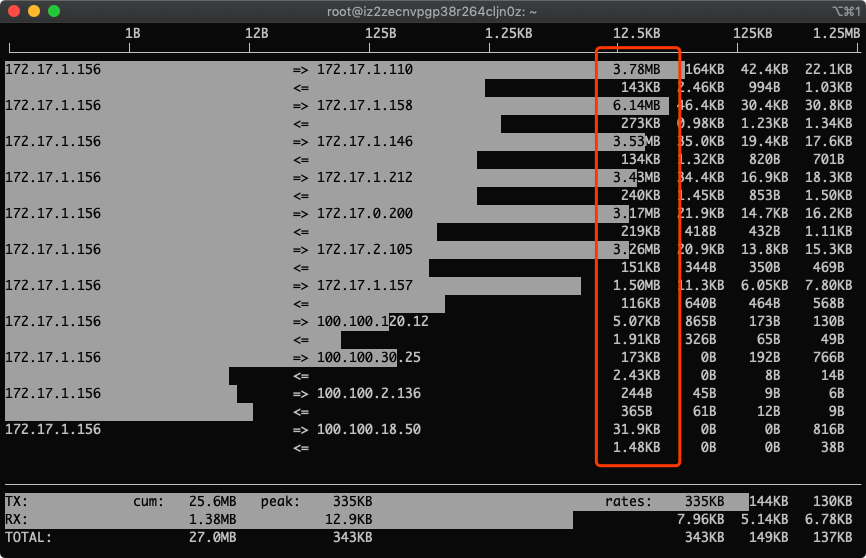 root@iz2zecnvpgp38r264cljn0z: ~ ⌥⌘1
1B 12B 125B 1.25KB 12.5KB 125KB 1.25MB
172.17.1.156 => 172.17.1.110 3.78MB 164KB 42.4KB 22.1KB
<= 143KB 2.46KB 994B 1.03KB
172.17.1.156 => 172.17.1.158 6.14MB 46.4KB 30.4KB 30.8KB
<= 273KB 0.98KB 1.23KB 1.34KB
172.17.1.156 => 172.17.1.146 3.53MB 35.0KB 19.4KB 17.6KB
<= 134KB 1.32KB 820B 701B
172.17.1.156 => 172.17.1.212 3.43MB 34.4KB 16.9KB 18.3KB
<= 240KB 1.45KB 853B 1.50KB
172.17.1.156 => 172.17.0.200 3.17MB 21.9KB 14.7KB 16.2KB
<= 219KB 418B 432B 1.11KB
172.17.1.156 => 172.17.2.105 3.26MB 20.9KB 13.8KB 15.3KB
<= 151KB 344B 350B 469B
172.17.1.156 => 172.17.1.157 1.50MB 11.3KB 6.05KB 7.80KB
<= 116KB 640B 464B 568B
172.17.1.156 => 100.100.120.12 5.07KB 865B 173B 130B
<= 1.91KB 326B 65B 49B
172.17.1.156 => 100.100.30.25 173KB 0B 192B 766B
<= 2.43KB 0B 8B 14B
172.17.1.156 => 100.100.2.136 244B 45B 9B 6B
<= 365B 61B 12B 9B
172.17.1.156 => 100.100.18.50 31.9KB 0B 0B 816B
<= 1.48KB 0B 0B 38B
TX: cum: 25.6MB peak: 335KB rates: 335KB 144KB 130KB
RX: 1.38MB 12.9KB 7.96KB 5.14KB 6.78KB
TOTAL: 27.0MB 343KB 343KB 149KB 137KB